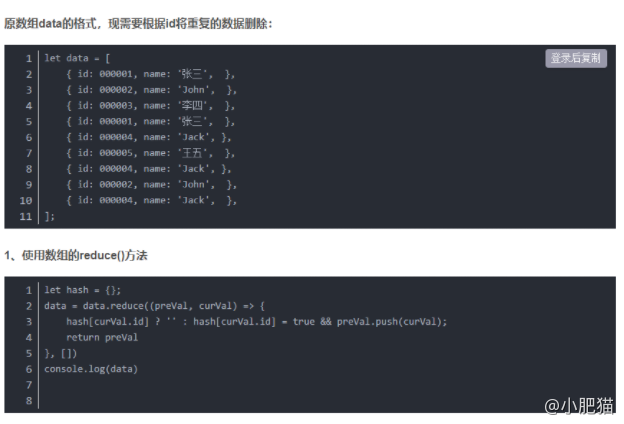 原数组data的格式，现需要根据id将重复的数据删除：
登录后复制
1 let data = [
2 { id: 000001, name: '张三',  },
3 { id: 000002, name: 'John',  },
4 { id: 000003, name: '李四',  },
5 { id: 000001, name: '张三',  },
6 { id: 000004, name: 'Jack', },
7 { id: 000005, name: '王五',  },
8 { id: 000004, name: 'Jack', },
9 { id: 000002, name: 'John',  },
10 { id: 000004, name: 'Jack',  },
11 ];
1、使用数组的reduce()方法
1 let hash = {};
2 data = data.reduce((preVal, curVal) => {
3 hash[curVal.id] ? '' : hash[curVal.id] = true && preVal.push(curVal);
4 return preVal
5 }, [])
6 console.log(data)
7
8
@小肥猫